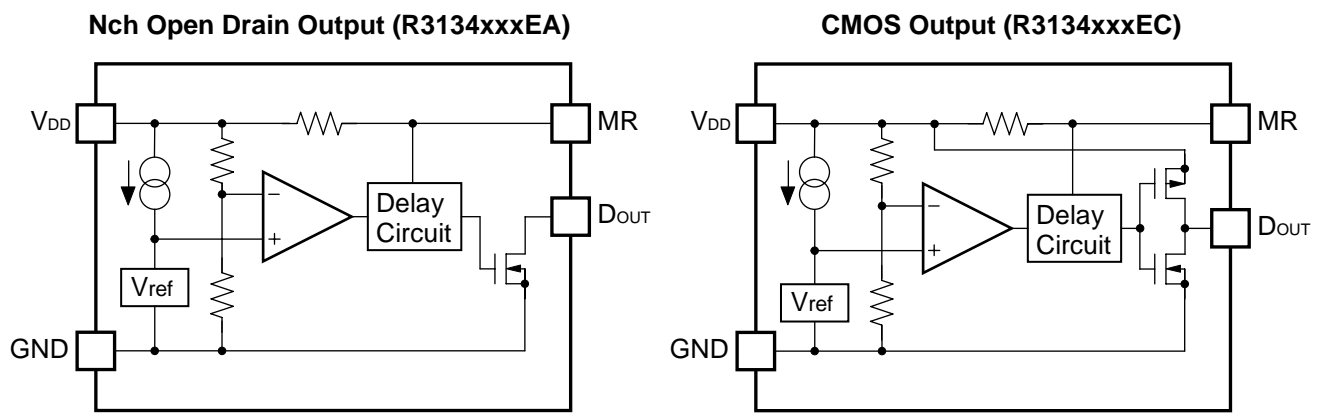 Nch Open Drain Output (R3134xxxEA)
VDD
MR
−
+
Delay
Circuit
DOUT
Vref
GND
CMOS Output (R3134xxxEC)
VDD
MR
−
+
Delay
Circuit
DOUT
Vref
GND